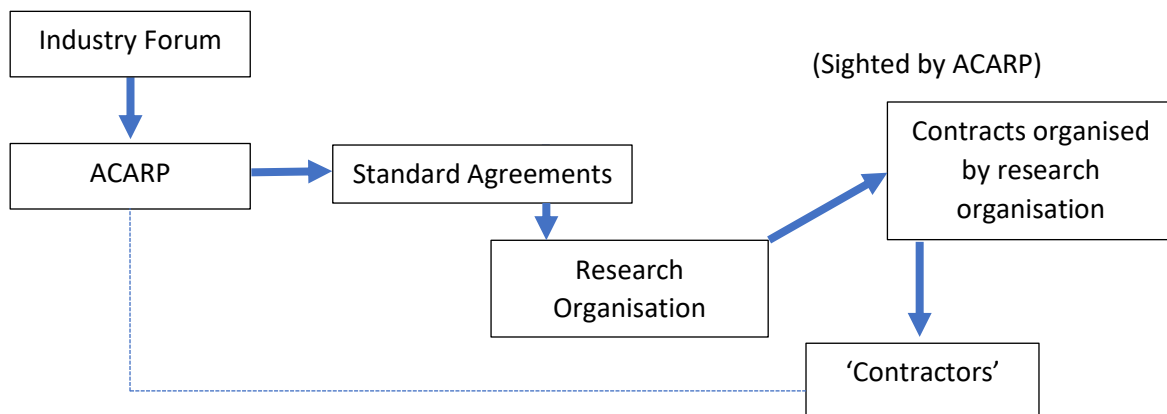 Industry Forum
(Sighted by ACARP)
Contracts organised
by research
organisation
ACARP
Standard Agreements
Research
Organisation
‘Contractors’